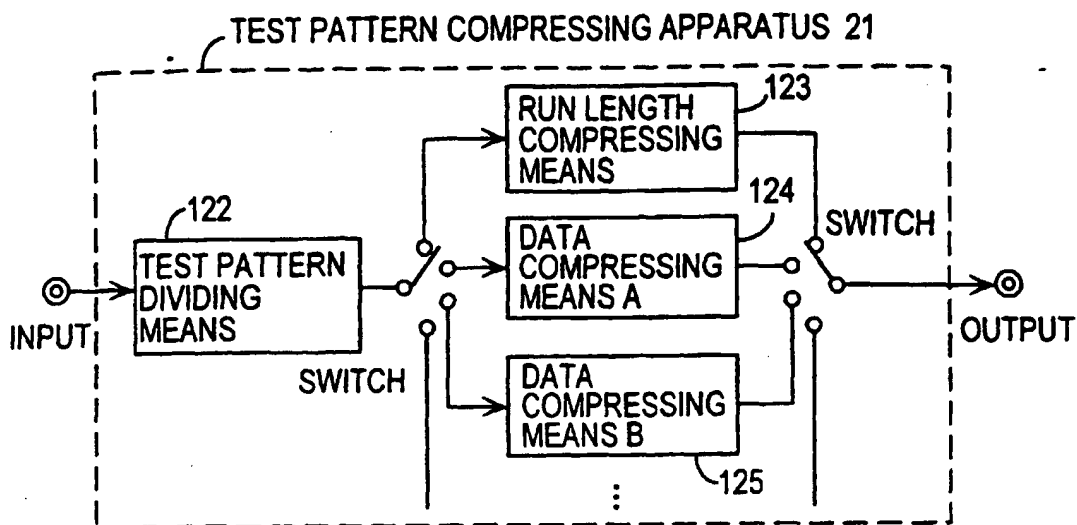 TEST PATTERN COMPRESSING APPARATUS 21
123
RUN LENGTH
COMPRESSING
MEANS
122
124
SWITCH
TEST PATTERN
DIVIDING
MEANS
DATA
COMPRESSING
MEANS A
INPUT
OUTPUT
SWITCH
DATA
COMPRESSING
MEANS B
125